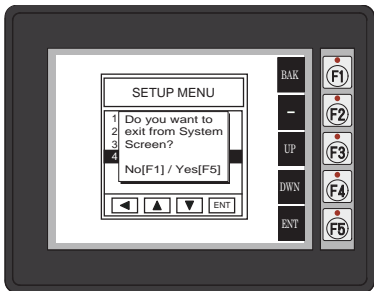 SETUP MENU
1
2
3
4
Do you want to
exit from System
Screen?
No[F1] / Yes[F5]
ENT
BAK
–
UP
DWN
ENT
F1
F2
F3
F4
F5